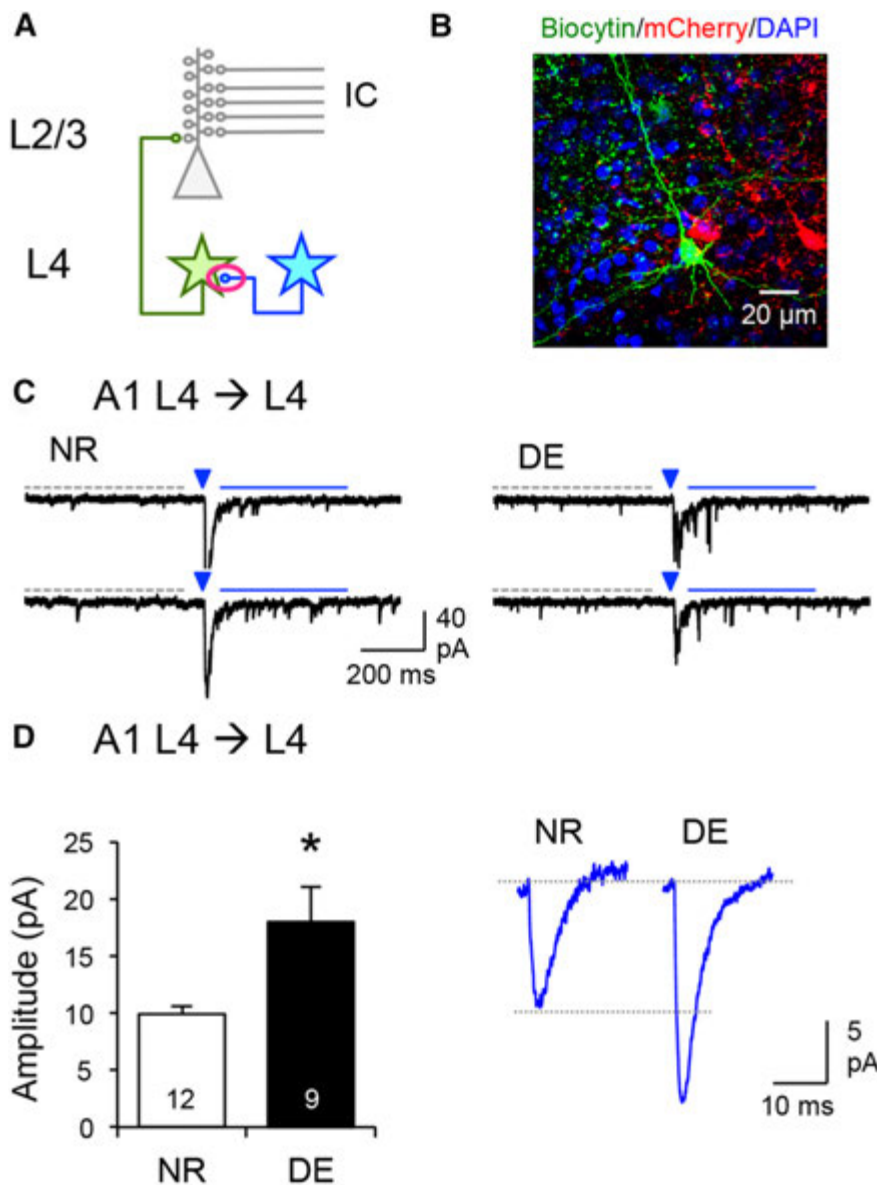 A
L2/3
IC
L4
B
Biocytin/mCherry/DAPI
20 µm
C
A1 L4 → L4
NR
DE
40
pA
200 ms
D
A1 L4 → L4
Amplitude (pA)
25
20
15
10
5
0
*
12
9
NR
DE
NR
DE
5
pA
10 ms